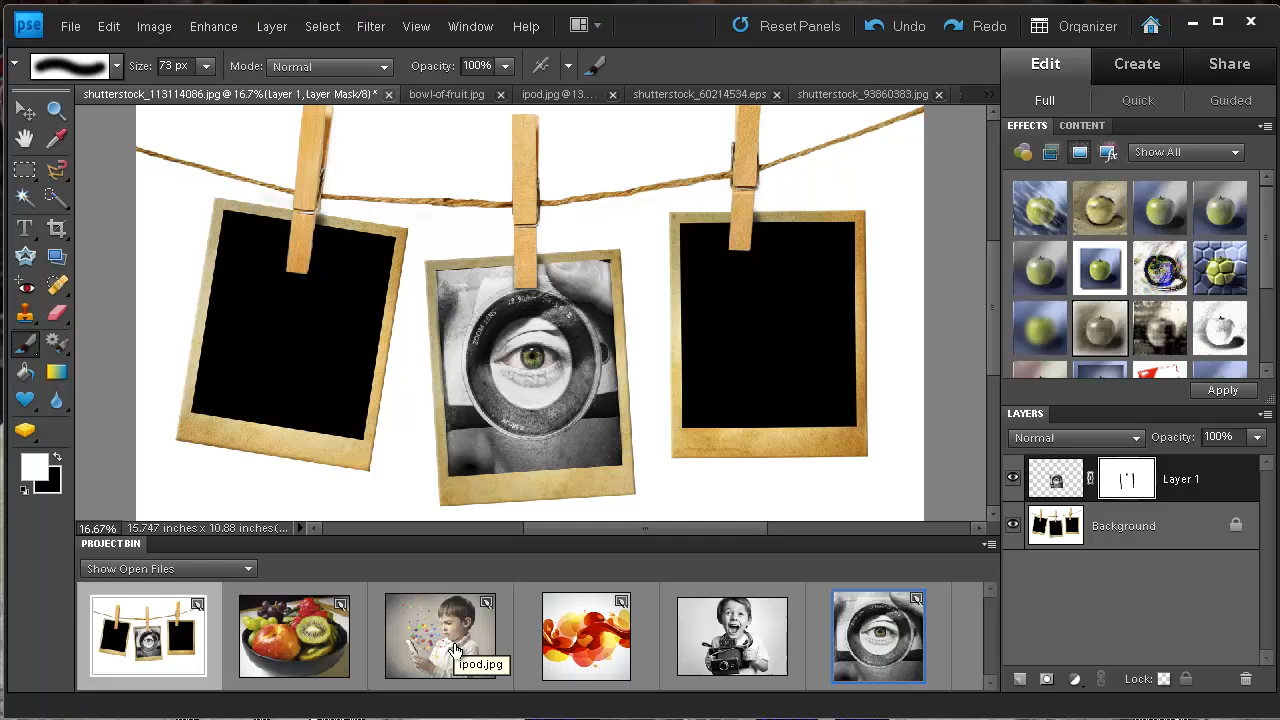 pse File Edit Image Enhance Layer Select Filter View Window Help Reset Panels Undo Redo Organizer
Size: 73 px Mode: Normal Opacity: 100% Edit Create Share
shutterstock_113114086.jpg @ 16.7%(Layer 1, Layer Mask/8)* bowl-of-fruit.jpg ipod.jpg @ 13.... shutterstock_60214534.eps shutterstock_93860383.jpg Full Quick Guided
EFFECTS CONTENT
Show All
ZOOM LENS
Apply
LAYERS
Normal Opacity: 100%
Layer 1
Background
16.67% 15.747 inches x 10.88 inches(...
PROJECT BIN
Show Open Files
ipod.jpg
Lock: